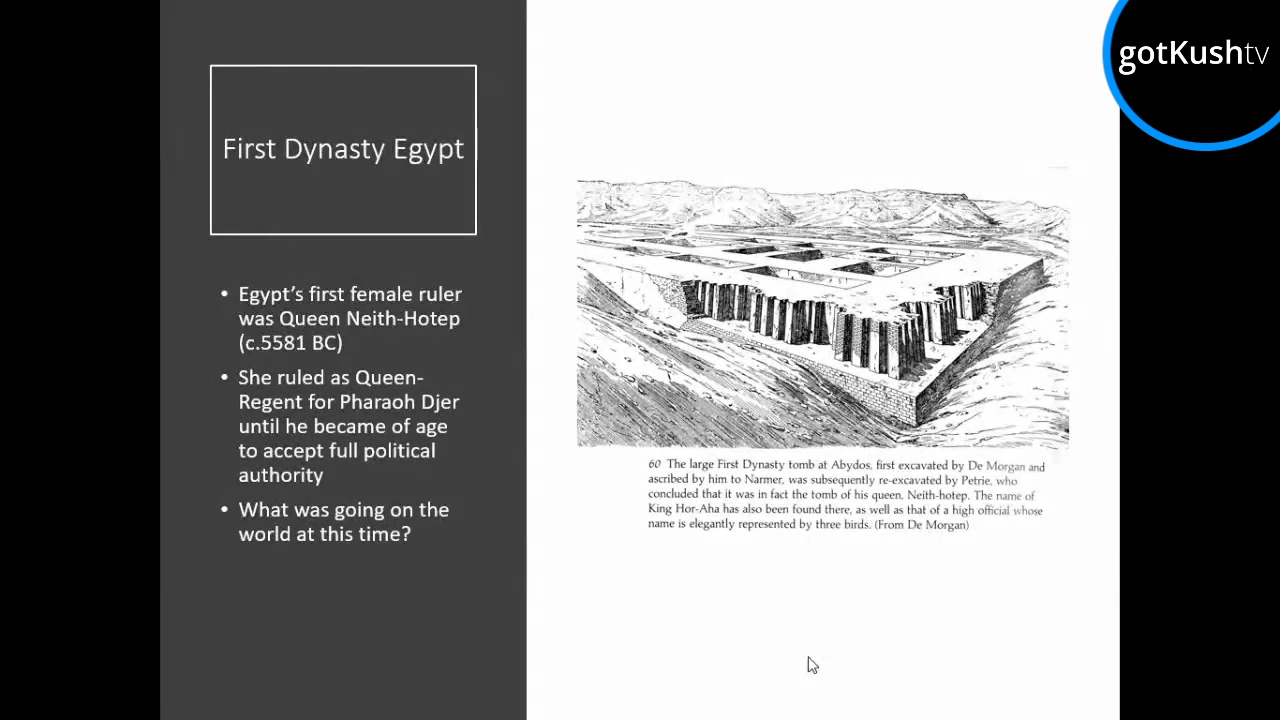 gotKushtv
First Dynasty Egypt
• Egypt's first female ruler
was Queen Neith-Hotep
(c.5581 BC)
• She ruled as Queen-
Regent for Pharaoh Djer
until he became of age
to accept full political
authority
• What was going on the
world at this time?
60 The large First Dynasty tomb at Abydos, first excavated by De Morgan and
ascribed by him to Narmer, was subsequently re-excavated by Petrie, who
concluded that it was in fact the tomb of his queen, Neith-hotep. The name of
King Hor-Aha has also been found there, as well as that of a high official whose
name is elegantly represented by three birds. (From De Morgan)